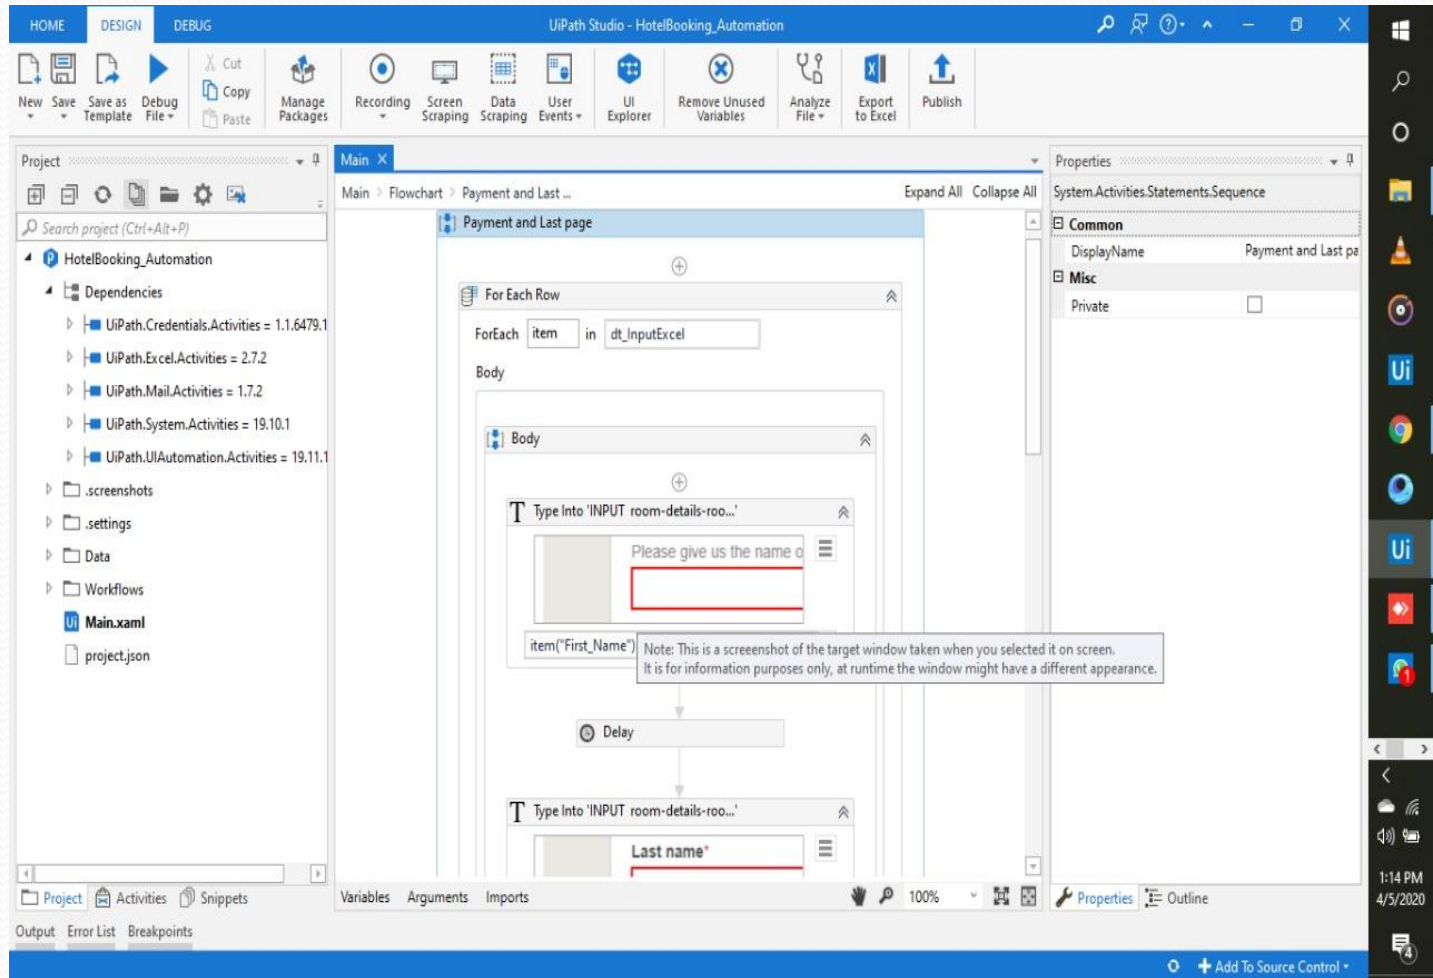 HOME DESIGN DEBUG
UiPath Studio - HotelBooking_Automation
New Save Save as Template Debug File
Cut
Copy
Paste
Manage Packages
Recording Screen Scraping Data Scraping User Events UI Explorer Remove Unused Variables Analyze File Export to Excel Publish
Project
Search project (Ctrl+Alt+P)
HotelBooking_Automation
Dependencies
UiPath.Credentials.Activities = 1.1.6479.1
UiPath.Excel.Activities = 2.7.2
UiPath.Mail.Activities = 1.7.2
UiPath.System.Activities = 19.10.1
UiPath.UIAutomation.Activities = 19.11.1
.screenshots
.settings
Data
Workflows
Main.xaml
project.json
Project Activities Snippets
Output Error List Breakpoints
Main
Main > Flowchart > Payment and Last ...
Expand All Collapse All
Payment and Last page
For Each Row
ForEach item in dt_InputExcel
Body
Body
T Type Into 'INPUT room-details-roo...'
Please give us the name o
item("First_Name")
Note: This is a screeenshot of the target window taken when you selected it on screen.
It is for information purposes only, at runtime the window might have a different appearance.
Delay
T Type Into 'INPUT room-details-roo...'
Last name*
Variables Arguments Imports
100%
Properties
System.Activities.Statements.Sequence
Common
DisplayName Payment and Last pa
Misc
Private
Properties Outline
Add To Source Control
Ui
Ui
1
1:14 PM
4/5/2020
4